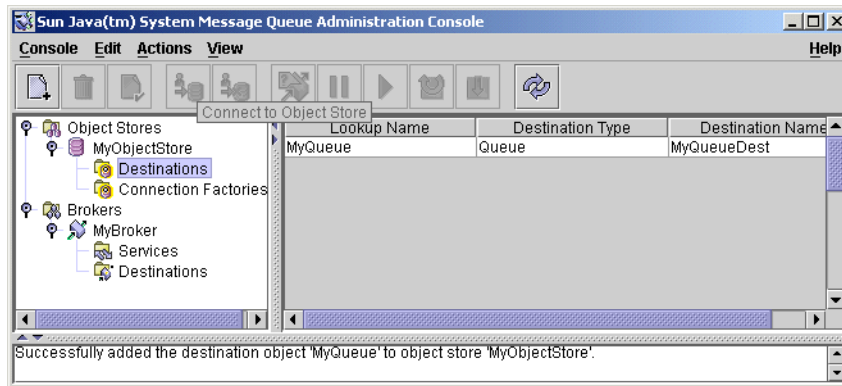 Sun Java(tm) System Message Queue Administration Console
Console Edit Actions View Help
Connect to Object Store
Object Stores
MyObjectStore
Destinations
Connection Factories
Brokers
MyBroker
Services
Destinations
Lookup Name Destination Type Destination Name
MyQueue Queue MyQueueDest
Successfully added the destination object 'MyQueue' to object store 'MyObjectStore'.